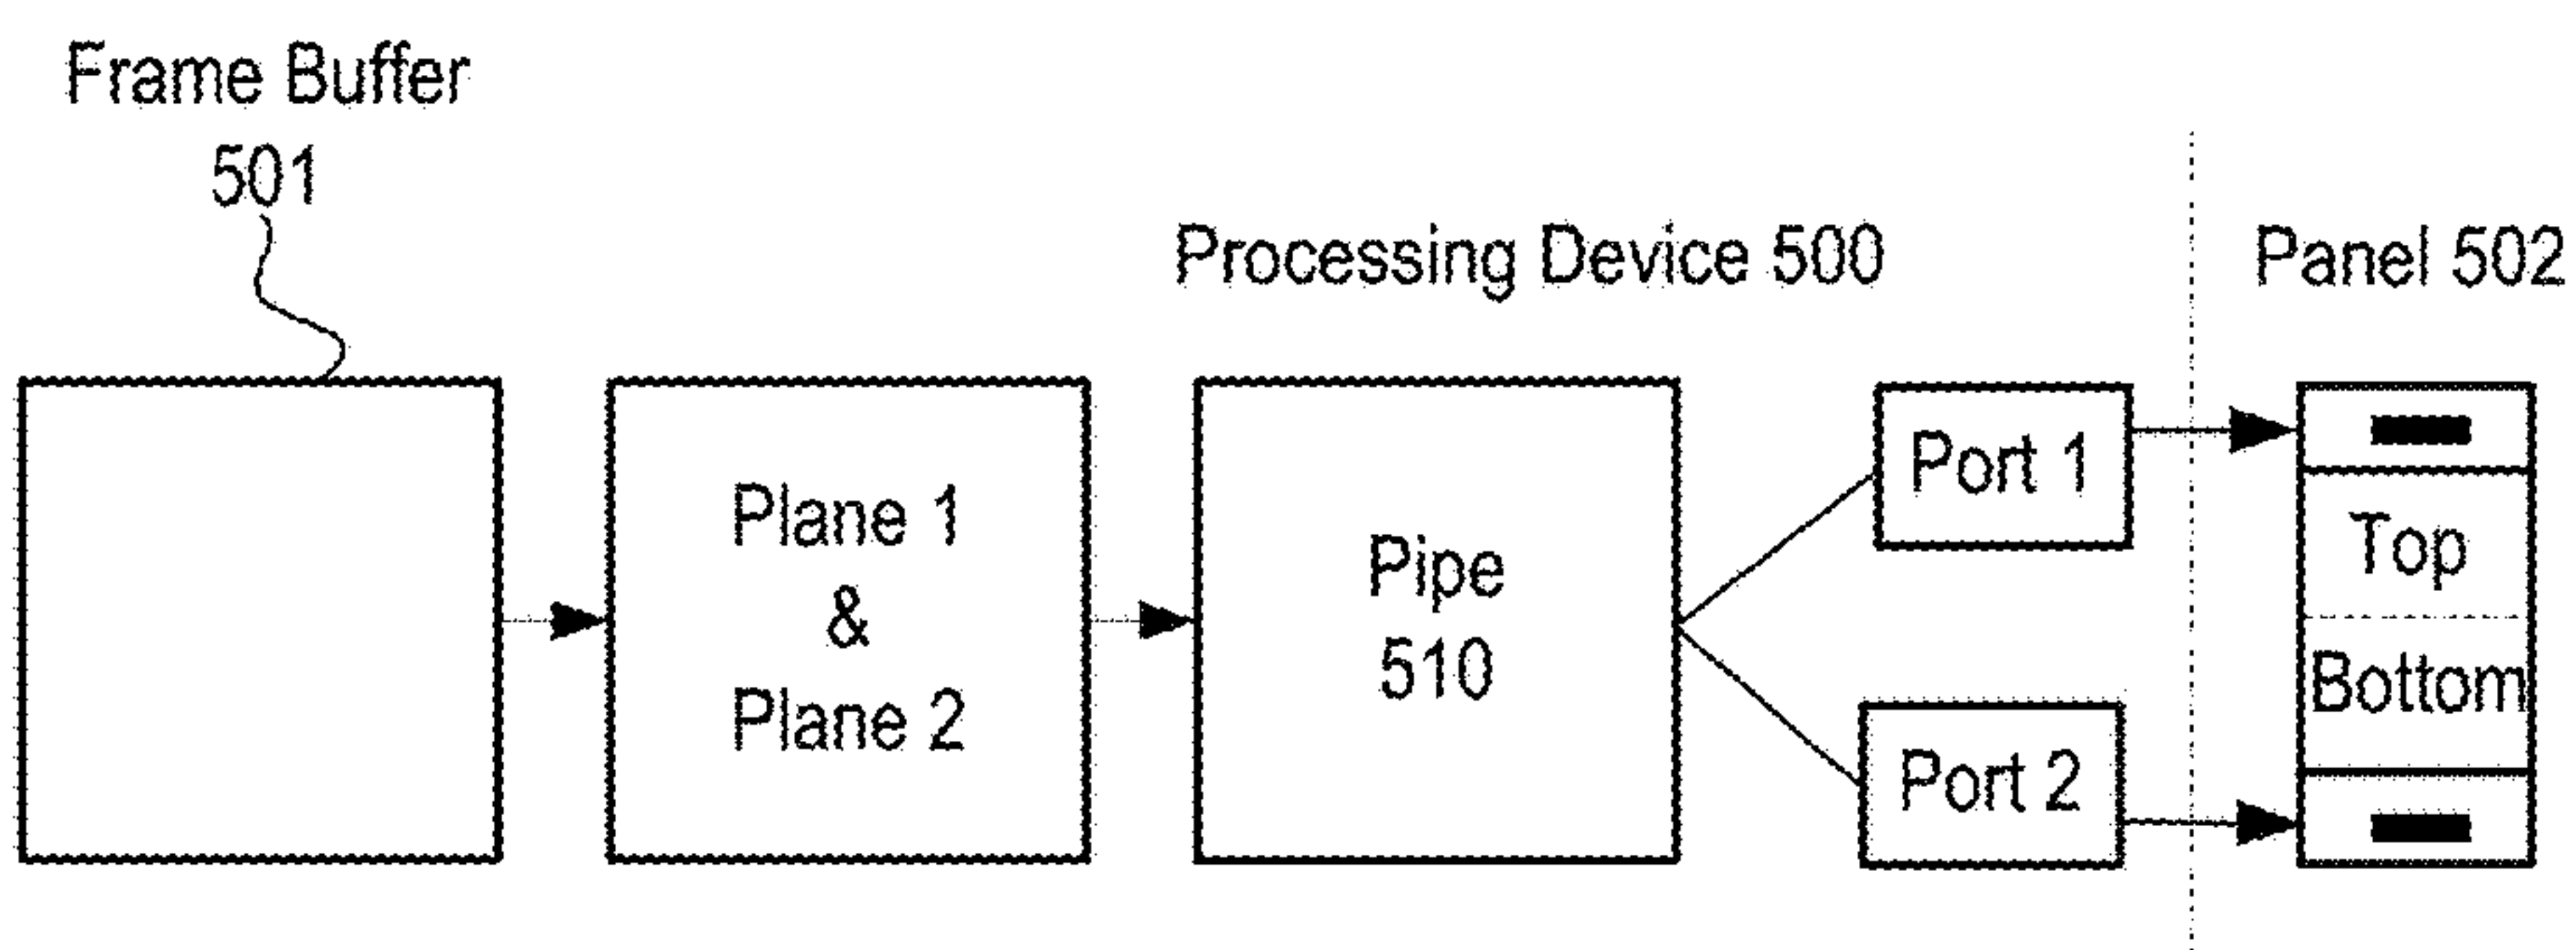 Frame Buffer
501
Processing Device 500
Panel 502
Plane 1
&
Plane 2
Pipe
510
Port 1
Port 2
Top
Bottom